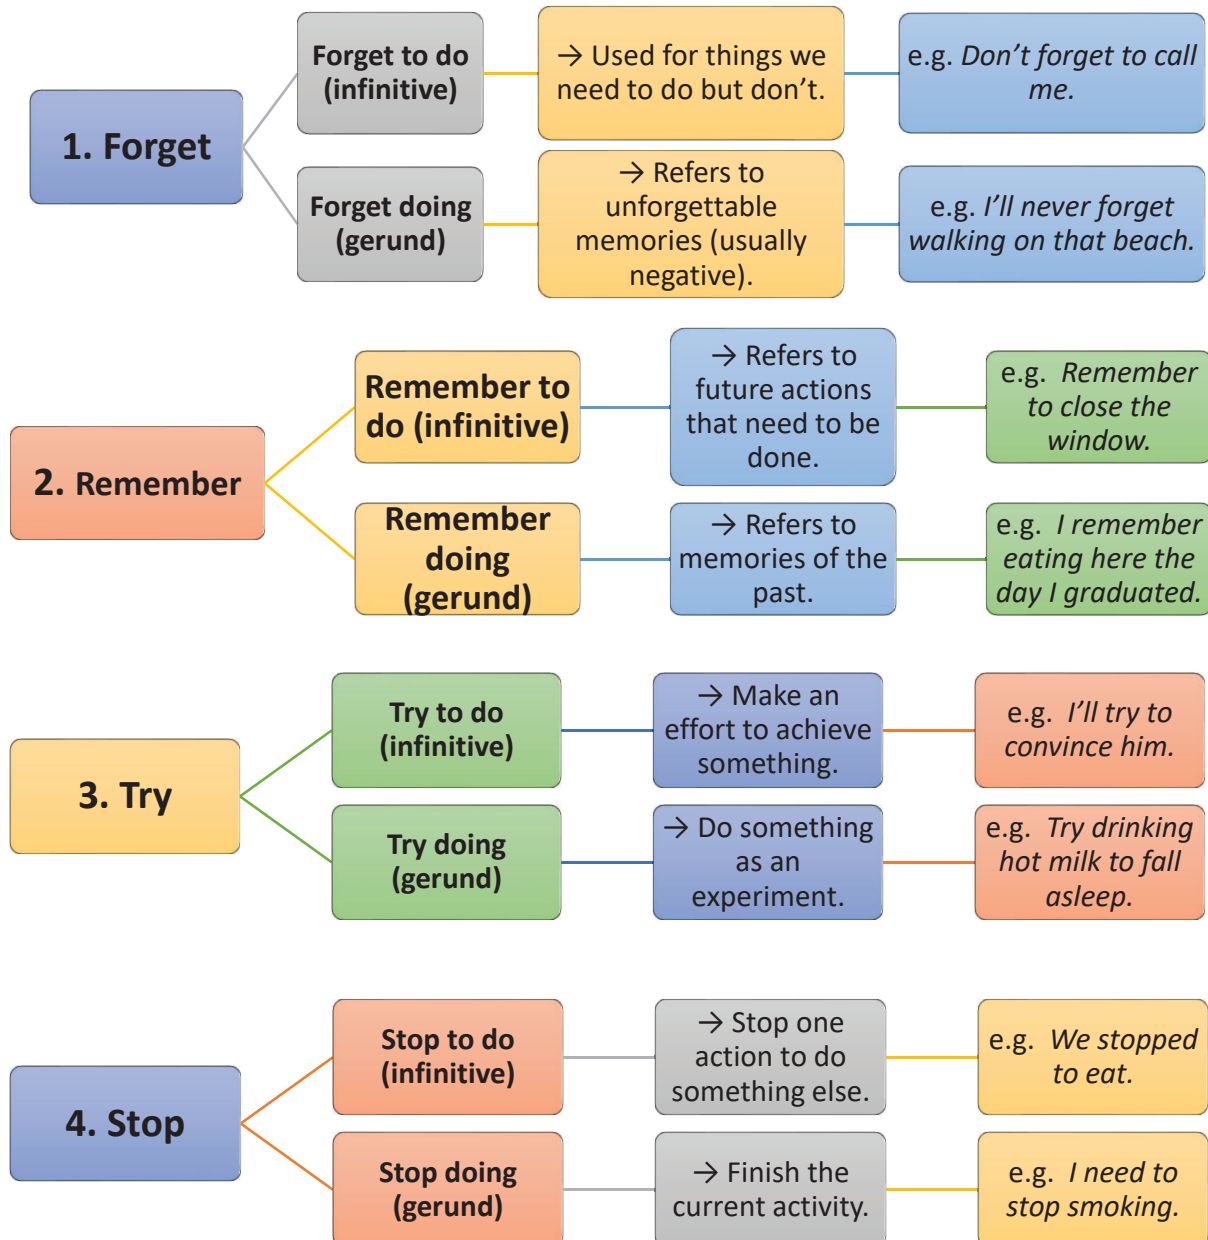 1. Forget
Forget to do
(infinitive)
→ Used for things we
need to do but don’t.
e.g. Don’t forget to call
me.
Forget doing
(gerund)
→ Refers to
unforgettable
memories (usually
negative).
e.g. I’ll never forget
walking on that beach.
2. Remember
Remember to
do (infinitive)
→ Refers to
future actions
that need to be
done.
e.g. Remember
to close the
window.
Remember
doing
(gerund)
→ Refers to
memories of the
past.
e.g. I remember
eating here the
day I graduated.
3. Try
Try to do
(infinitive)
→ Make an
effort to achieve
something.
e.g. I’ll try to
convince him.
Try doing
(gerund)
→ Do something
as an
experiment.
e.g. Try drinking
hot milk to fall
asleep.
4. Stop
Stop to do
(infinitive)
→ Stop one
action to do
something else.
e.g. We stopped
to eat.
Stop doing
(gerund)
→ Finish the
current activity.
e.g. I need to
stop smoking.